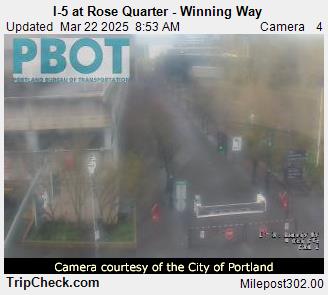 I-5 at Rose Quarter - Winning Way
Updated Mar 22 2025 8:53 AM Camera 4
PBOT
PORTLAND BUREAU OF TRANSPORTATION
Camera courtesy of the City of Portland
TripCheck.com Milepost302.00